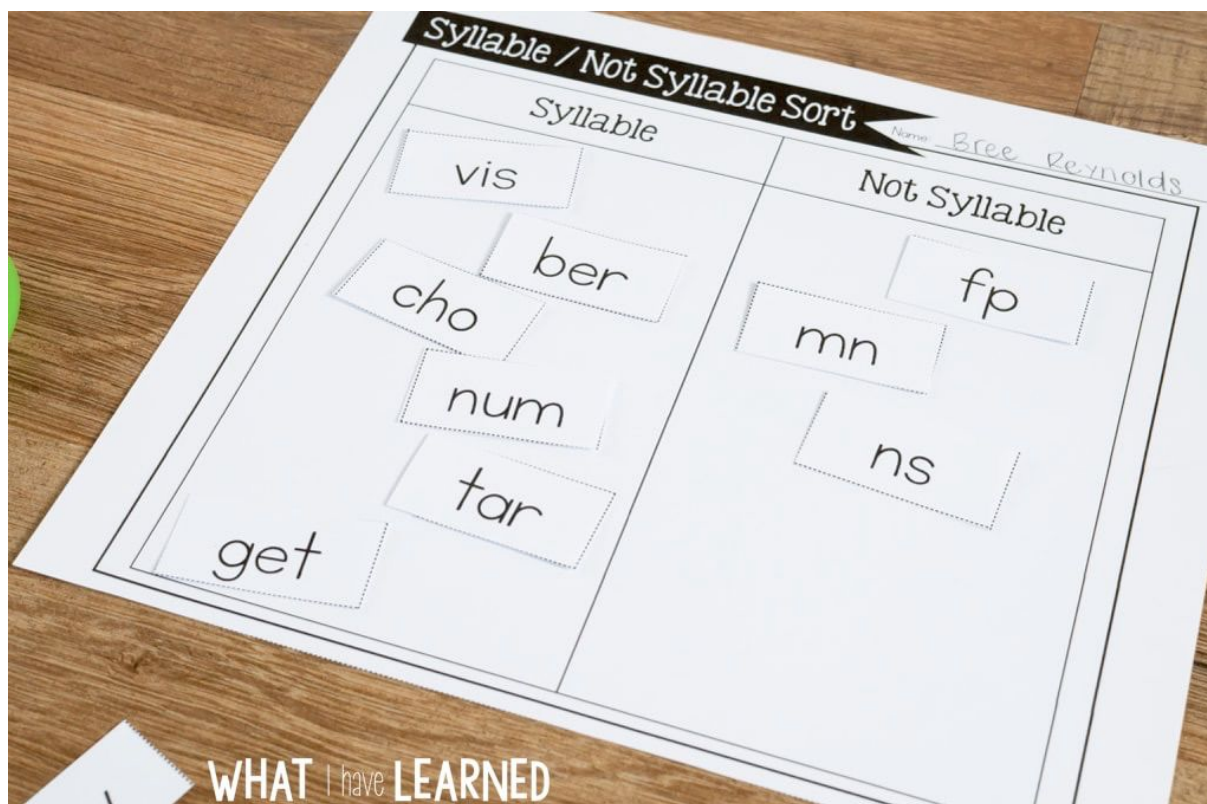 Syllable / Not Syllable Sort
Name: Bree Reynolds
Syllable
vis
ber
cho
num
tar
get
Not Syllable
fp
mn
ns
WHAT I have LEARNED